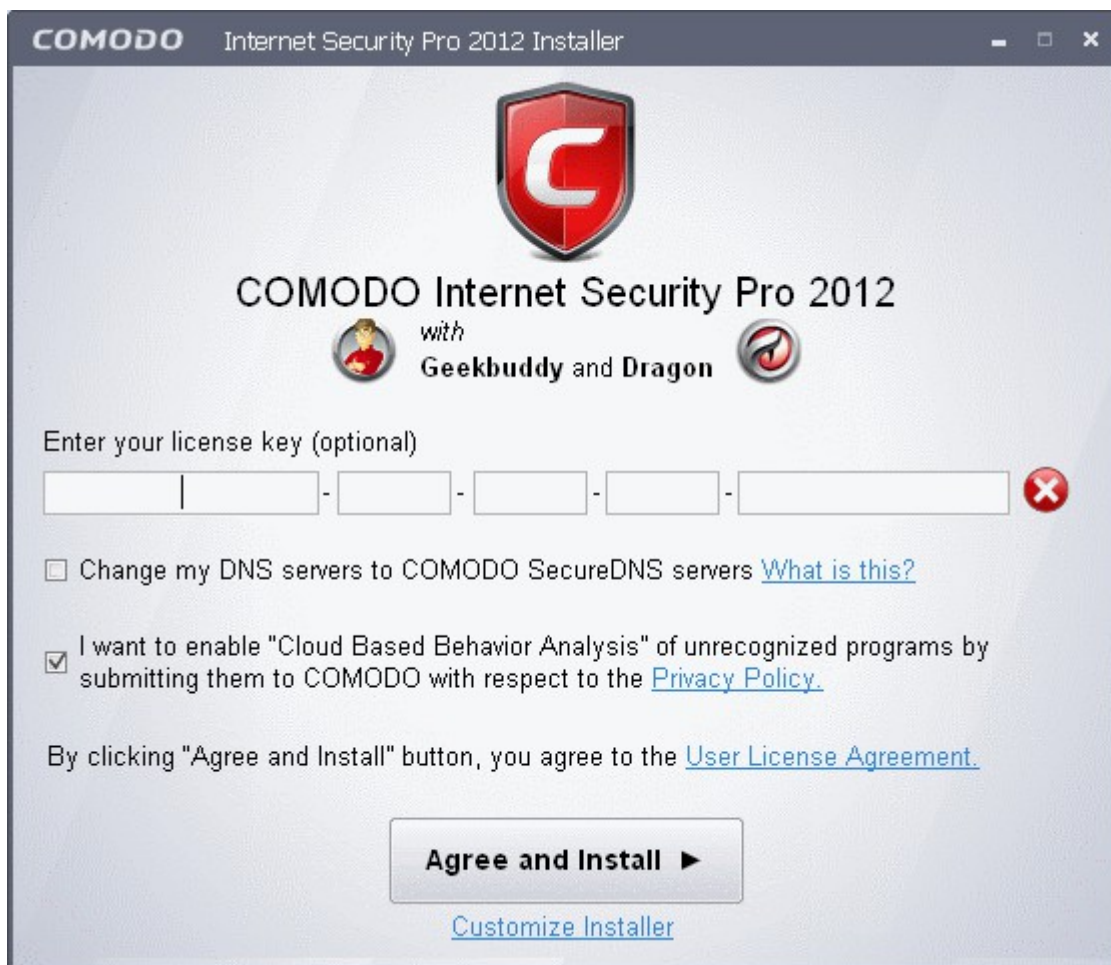 COMODO Internet Security Pro 2012 Installer
C
COMODO Internet Security Pro 2012
with
Geekbuddy and Dragon
Enter your license key (optional)
- - - -
Change my DNS servers to COMODO SecureDNS servers What is this?
I want to enable "Cloud Based Behavior Analysis" of unrecognized programs by
submitting them to COMODO with respect to the Privacy Policy.
By clicking "Agree and Install" button, you agree to the User License Agreement.
Agree and Install ►
Customize Installer